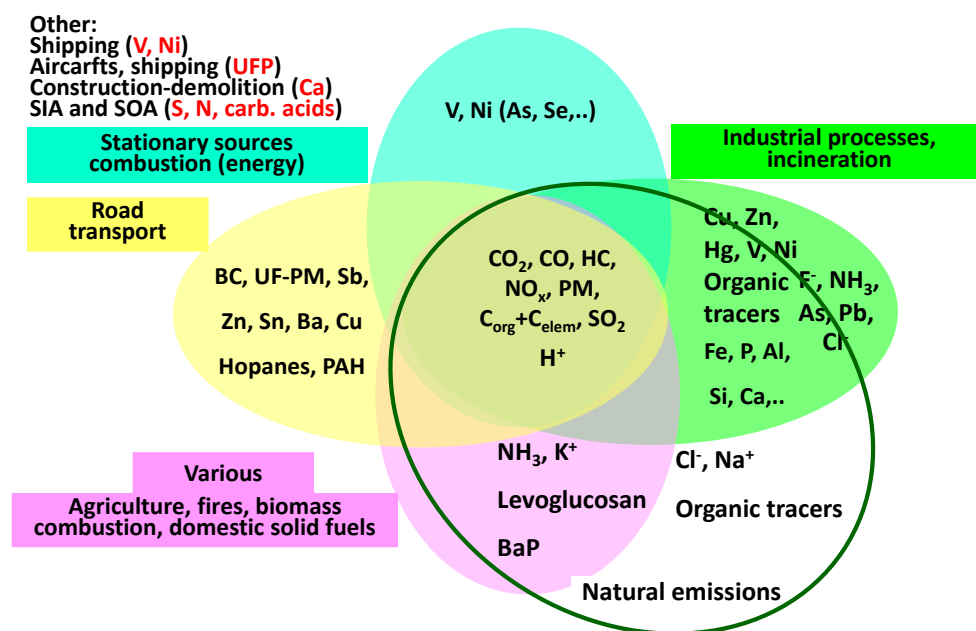 Other:
Shipping (V, Ni)
Aircarfts, shipping (UFP)
Construction-demolition (Ca)
SIA and SOA (S, N, carb. acids)
Stationary sources
combustion (energy)
Road
transport
V, Ni (As, Se,..)
Industrial processes,
incineration
BC, UF-PM, Sb,
Zn, Sn, Ba, Cu
Hopanes, PAH
CO₂, CO, HC,
NOₓ, PM,
C_org+C_elem, SO₂
H⁺
Cu, Zn,
Hg, V, Ni
Organic
tracers
Fe, P, Al,
Si, Ca,..
F⁻, NH₃,
As, Pb,
Cl⁻
Various
Agriculture, fires, biomass
combustion, domestic solid fuels
NH₃, K⁺
Levoglucosan
BaP
Cl⁻, Na⁺
Organic tracers
Natural emissions